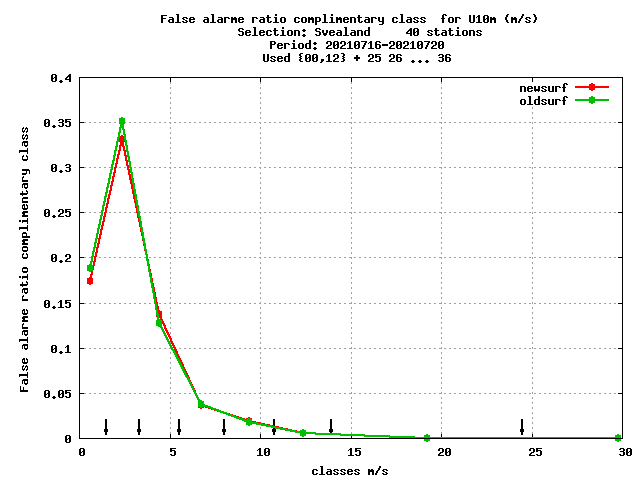 False alarme ratio complimentary class  for U10m (m/s)
Selection: Svealand     40 stations
Period: 20210716-20210720
Used {00,12} + 25 26 ... 36
newsurf
oldsurf
False alarme ratio complimentary class
0.4
0.35
0.3
0.25
0.2
0.15
0.1
0.05
0
0 5 10 15 20 25 30
classes m/s